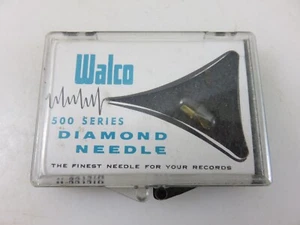 Walco
500 SERIES
DIAMOND
NEEDLE
THE FINEST NEEDLE FOR YOUR RECORDS